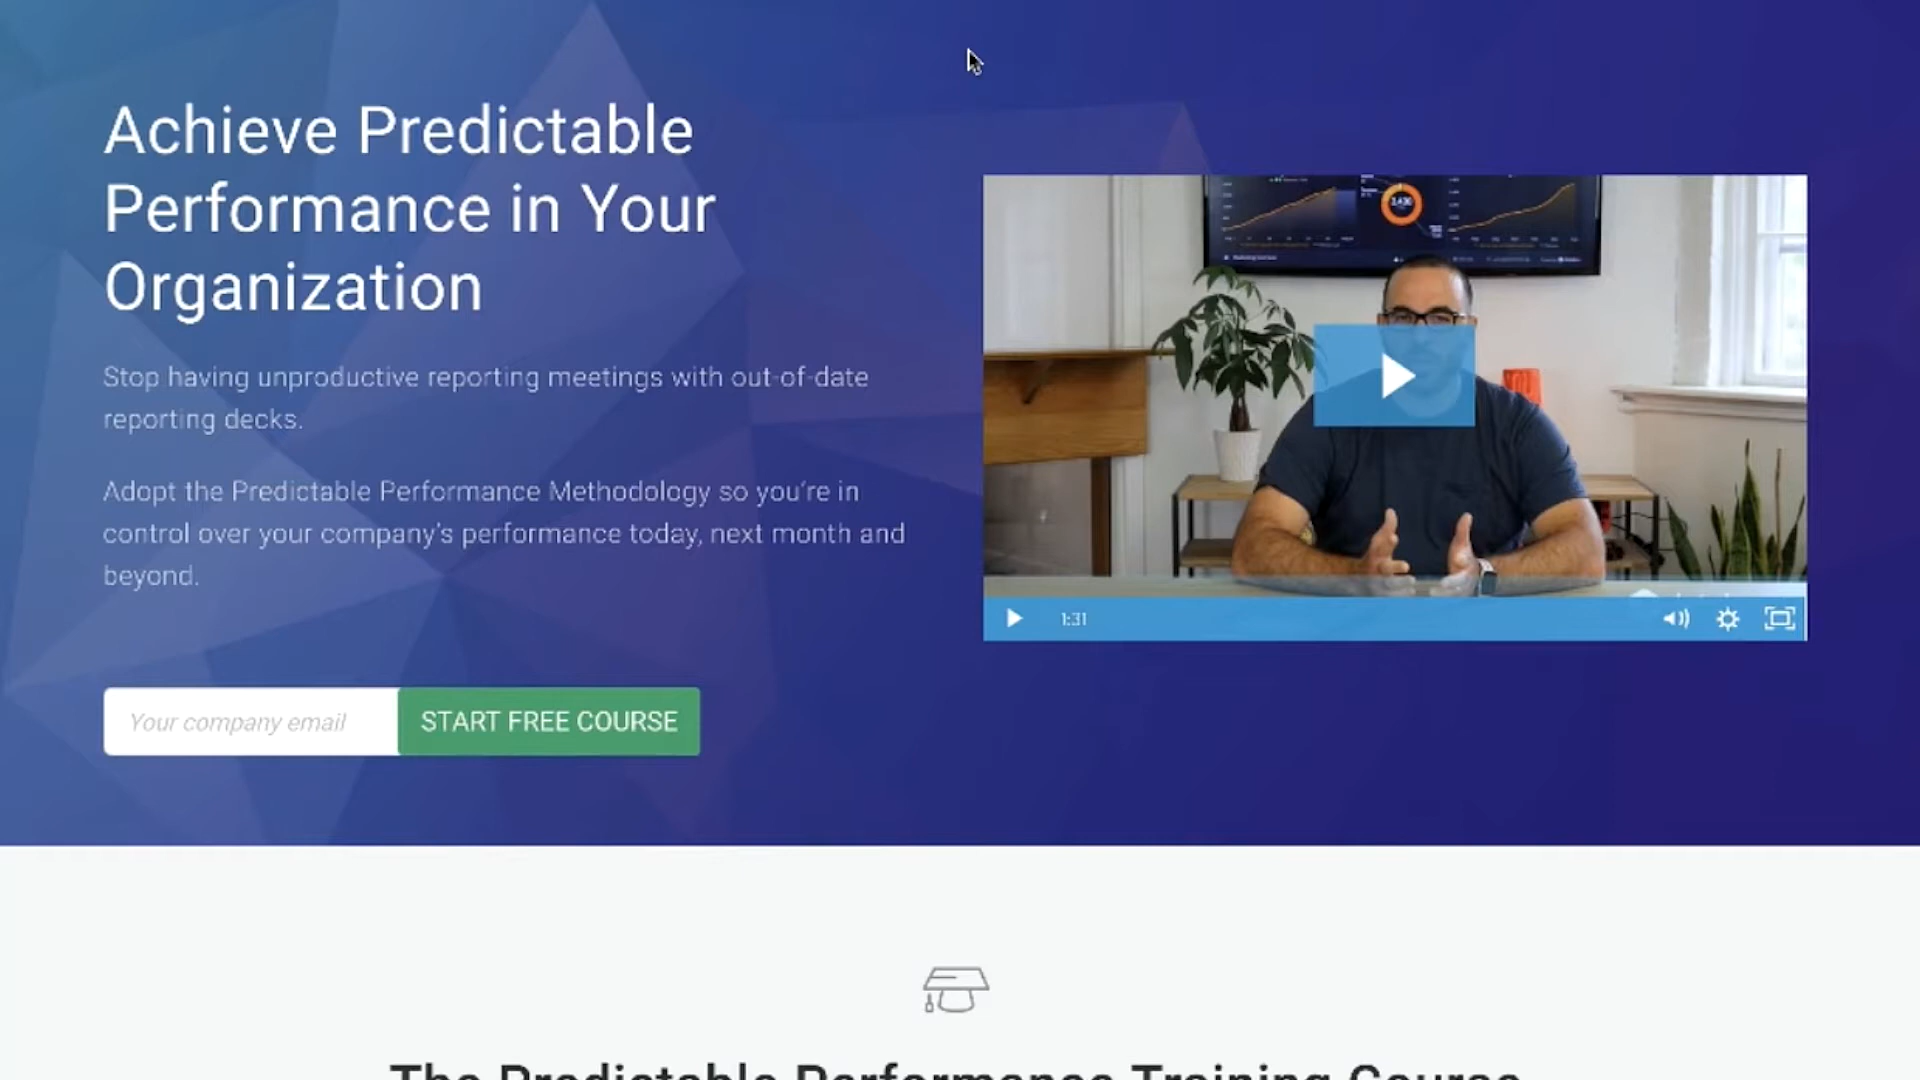 Achieve Predictable
Performance in Your
Organization
Stop having unproductive reporting meetings with out-of-date
reporting decks.
Adopt the Predictable Performance Methodology so you're in
control over your company's performance today, next month and
beyond.
Your company email
START FREE COURSE
1:31
The Predictable Performance Training Course